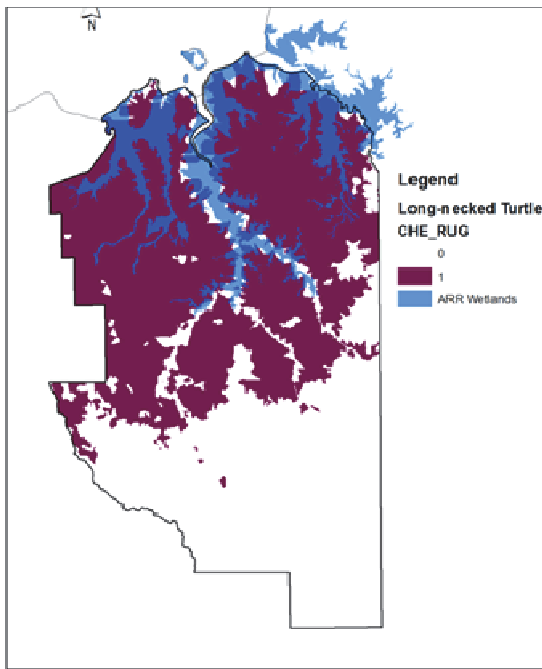 N
Legend
Long-necked Turtle
CHE_RUG
0
1
ARR Wetlands